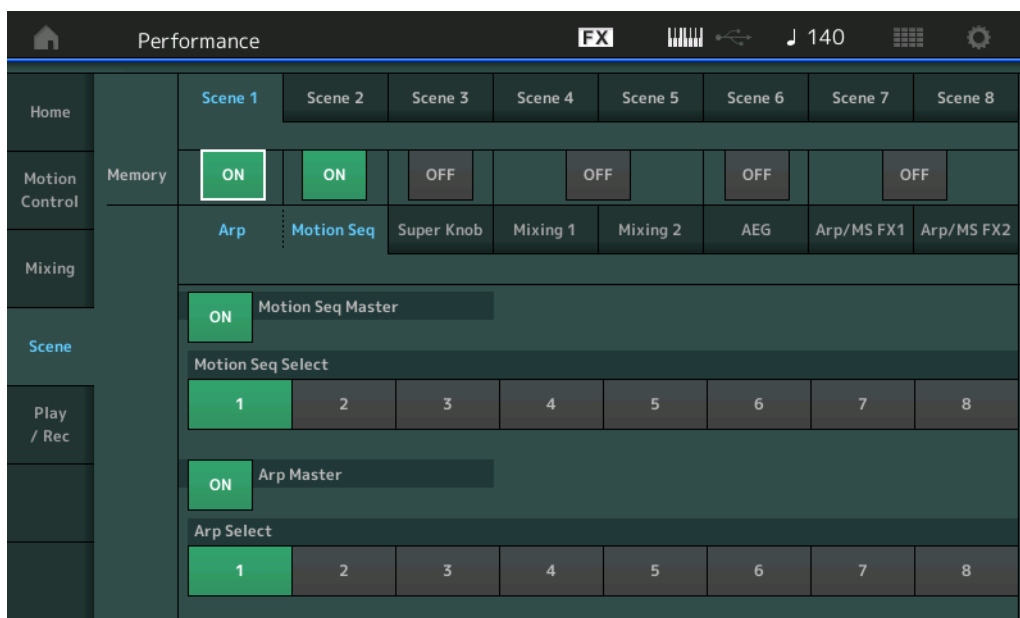 Performance FX ♩ 140
Scene 1 Scene 2 Scene 3 Scene 4 Scene 5 Scene 6 Scene 7 Scene 8
Home
Memory ON ON OFF OFF OFF OFF
Motion
Control
Arp Motion Seq Super Knob Mixing 1 Mixing 2 AEG Arp/MS FX1 Arp/MS FX2
Mixing
ON Motion Seq Master
Scene
Motion Seq Select
1 2 3 4 5 6 7 8
Play
/ Rec
ON Arp Master
Arp Select
1 2 3 4 5 6 7 8